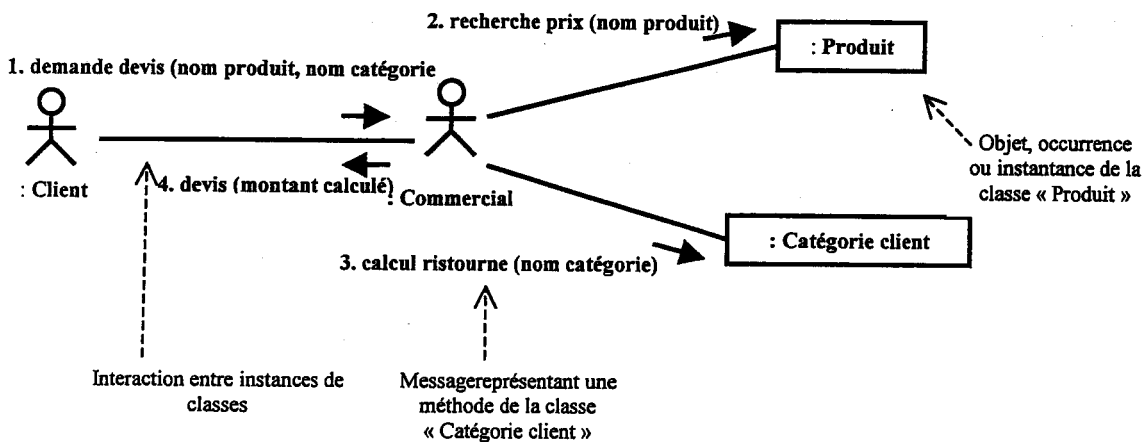 2. recherche prix (nom produit)
: Produit
1. demande devis (nom produit, nom catégorie
: Client
4. devis (montant calculé)
: Commercial
Objet, occurrence
ou instantance de la
classe « Produit »
: Catégorie client
3. calcul ristourne (nom catégorie)
Interaction entre instances de
classes
Messagereprésentant une
méthode de la classe
« Catégorie client »